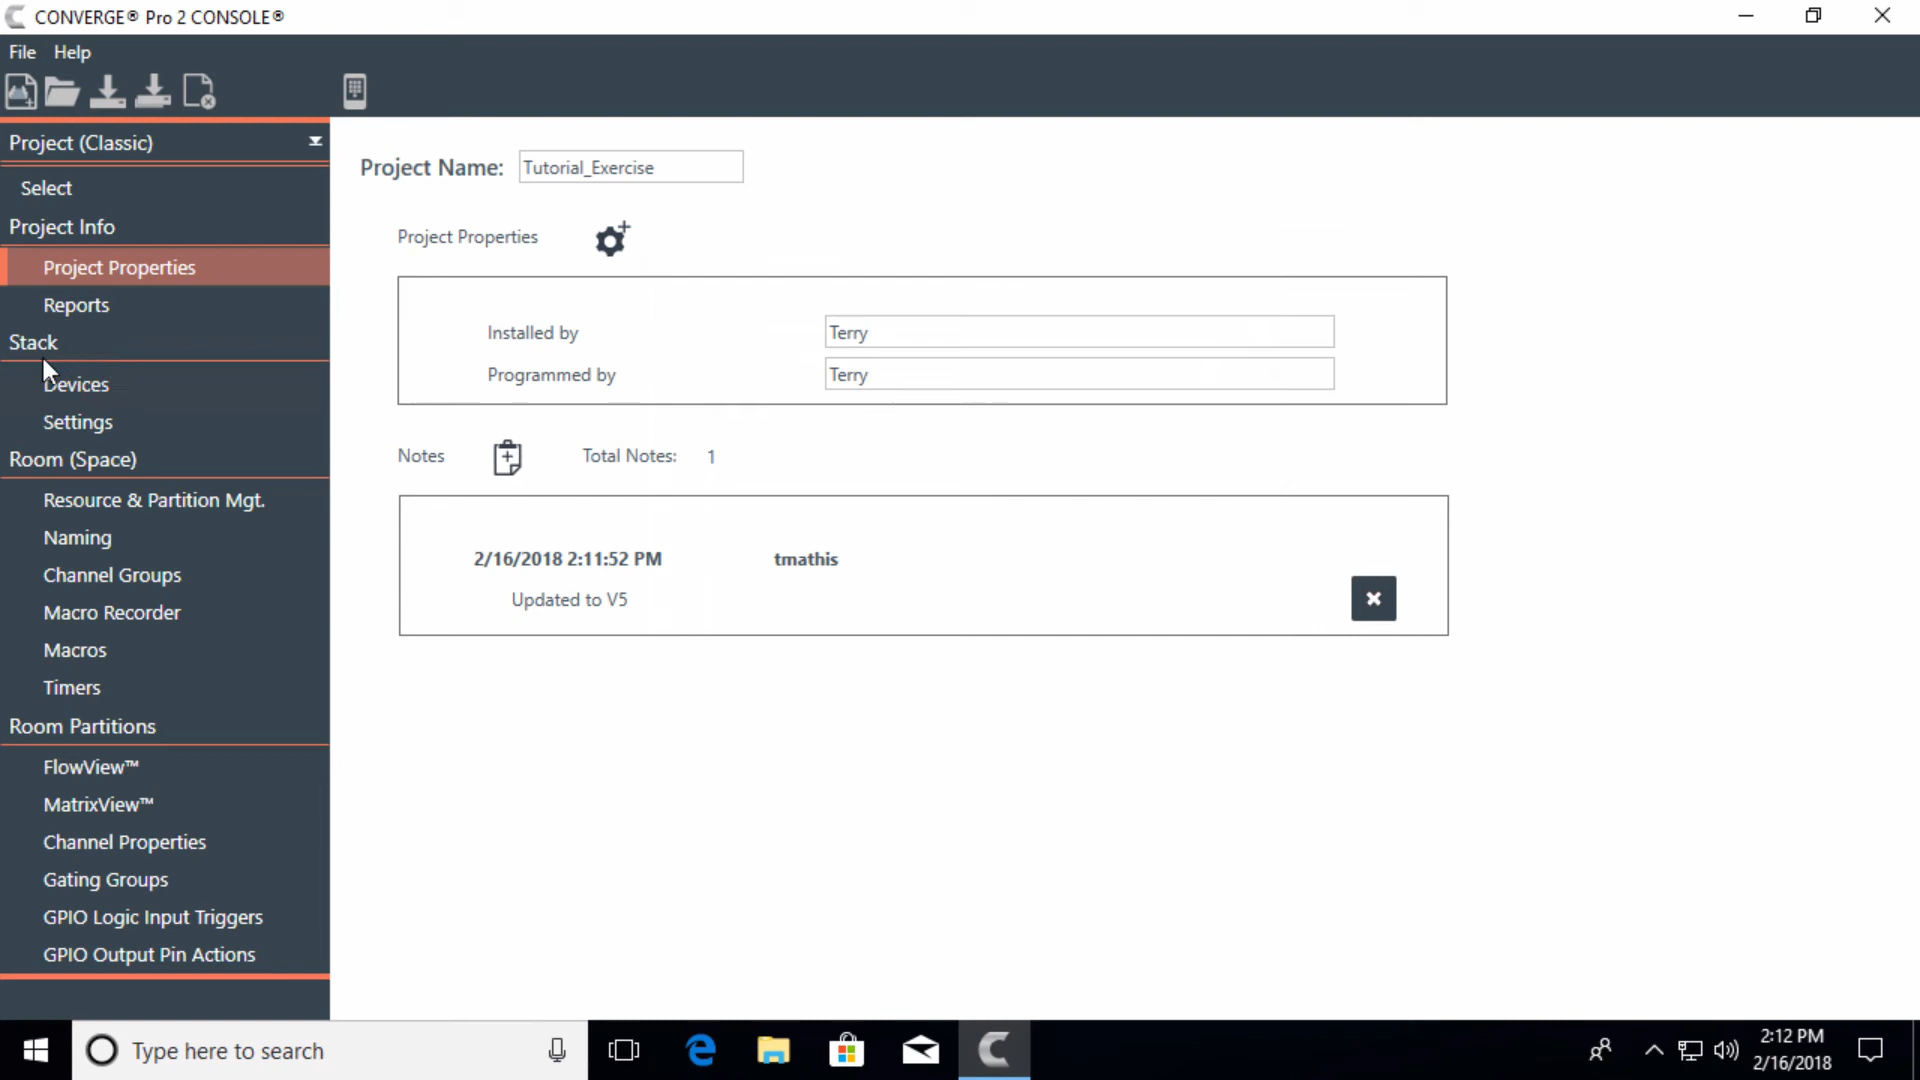 CONVERGE® Pro 2 CONSOLE®
File Help
Project (Classic)
Select
Project Info
Project Properties
Reports
Stack
Devices
Settings
Room (Space)
Resource & Partition Mgt.
Naming
Channel Groups
Macro Recorder
Macros
Timers
Room Partitions
FlowView™
MatrixView™
Channel Properties
Gating Groups
GPIO Logic Input Triggers
GPIO Output Pin Actions
Project Name: Tutorial_Exercise
Project Properties
Installed by Terry
Programmed by Terry
Notes Total Notes: 1
2/16/2018 2:11:52 PM tmathis
Updated to V5
Type here to search
2:12 PM
2/16/2018